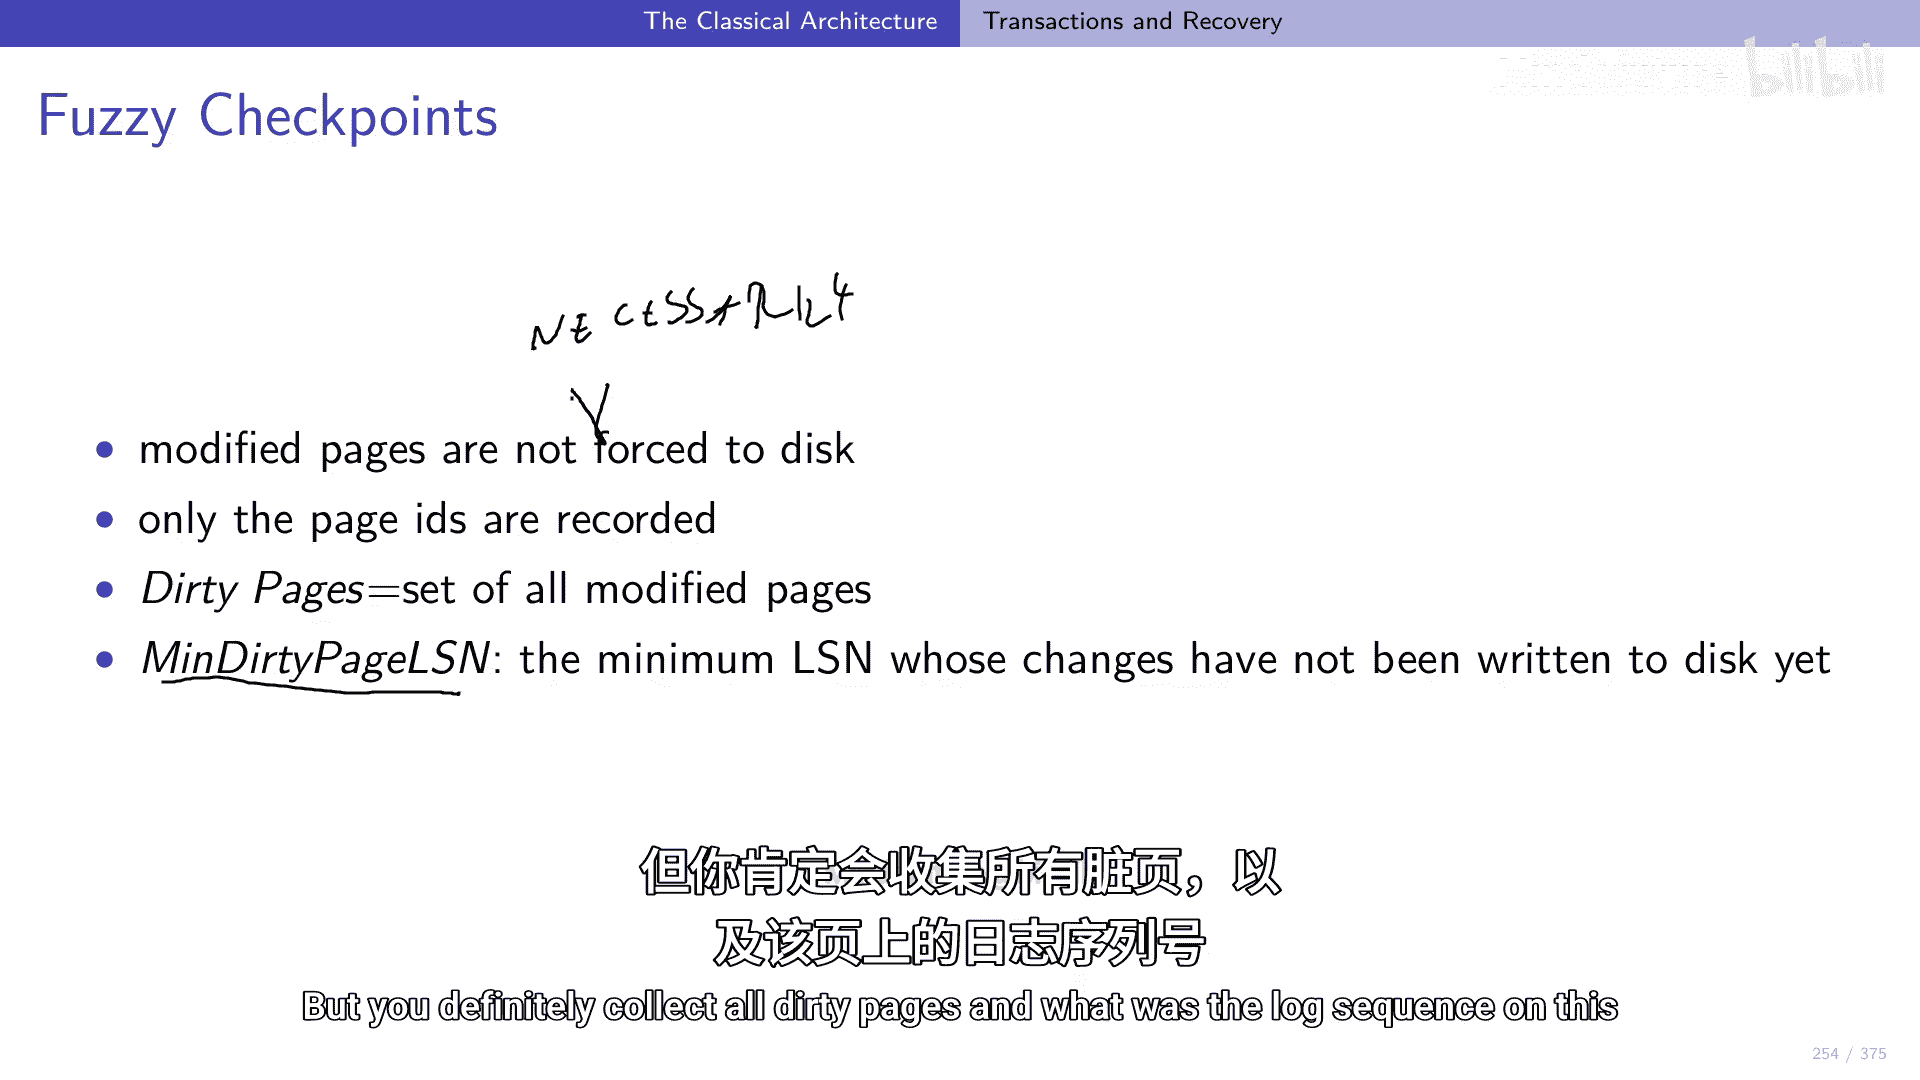 The Classical Architecture
Transactions and Recovery
bilibili
Fuzzy Checkpoints
NECESSARILY
• modified pages are not forced to disk
• only the page ids are recorded
• Dirty Pages=set of all modified pages
• MinDirtyPageLSN: the minimum LSN whose changes have not been written to disk yet
但你肯定会收集所有脏页，以
及该页上的日志序列号
But you definitely collect all dirty pages and what was the log sequence on this
254 / 375